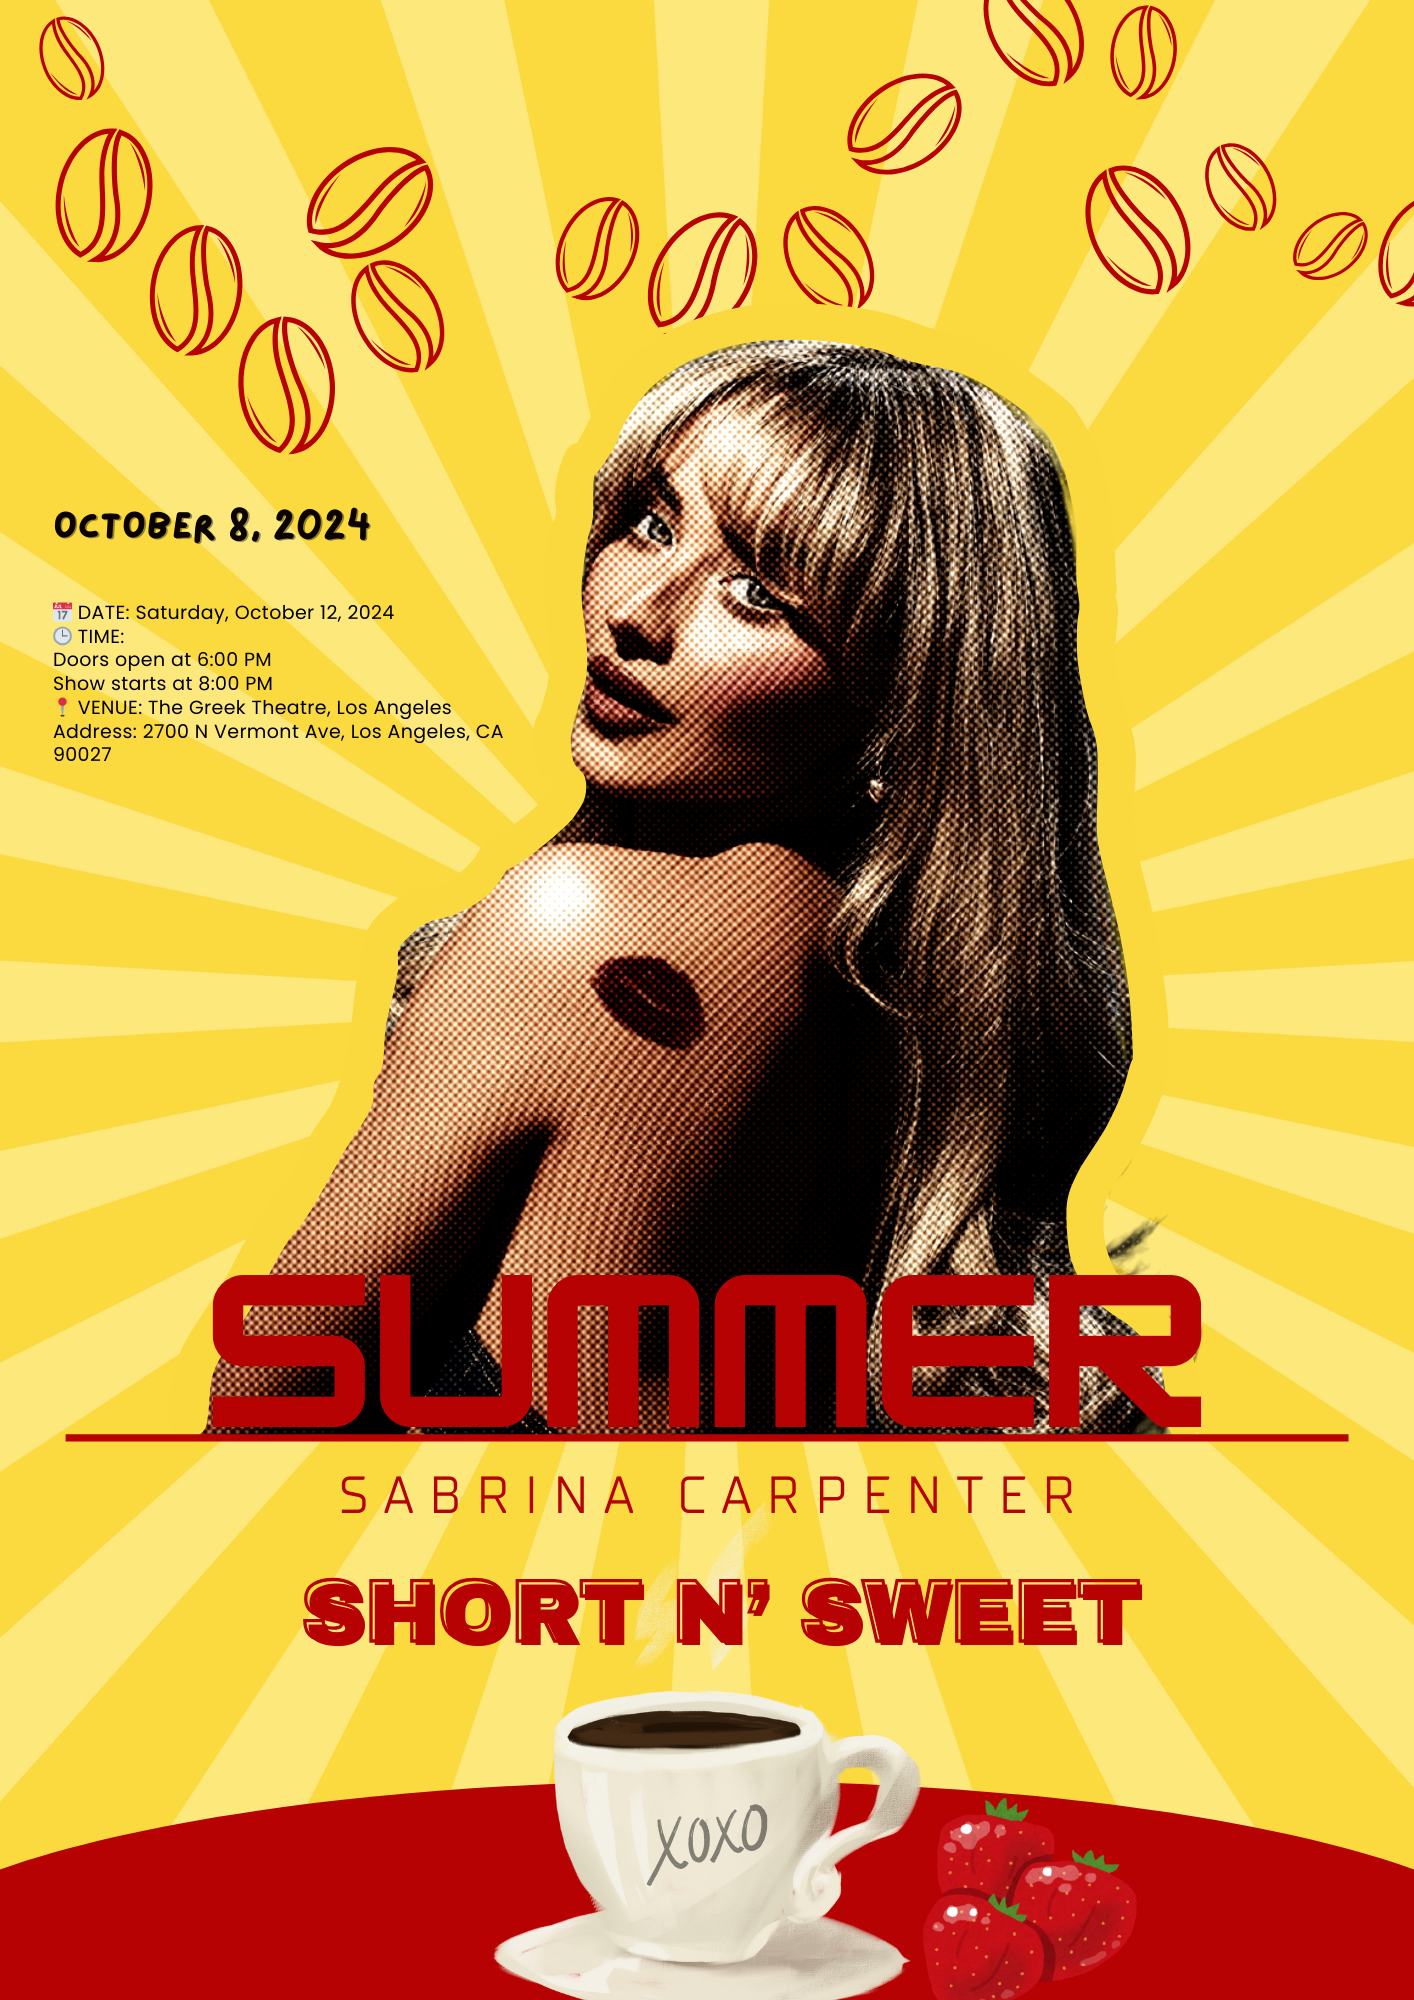 OCTOBER 8, 2024
📅 DATE: Saturday, October 12, 2024
🕒 TIME:
Doors open at 6:00 PM
Show starts at 8:00 PM
📍 VENUE: The Greek Theatre, Los Angeles
Address: 2700 N Vermont Ave, Los Angeles, CA
90027
SUMMER
SABRINA CARPENTER
SHORT N’ SWEET
XOXO